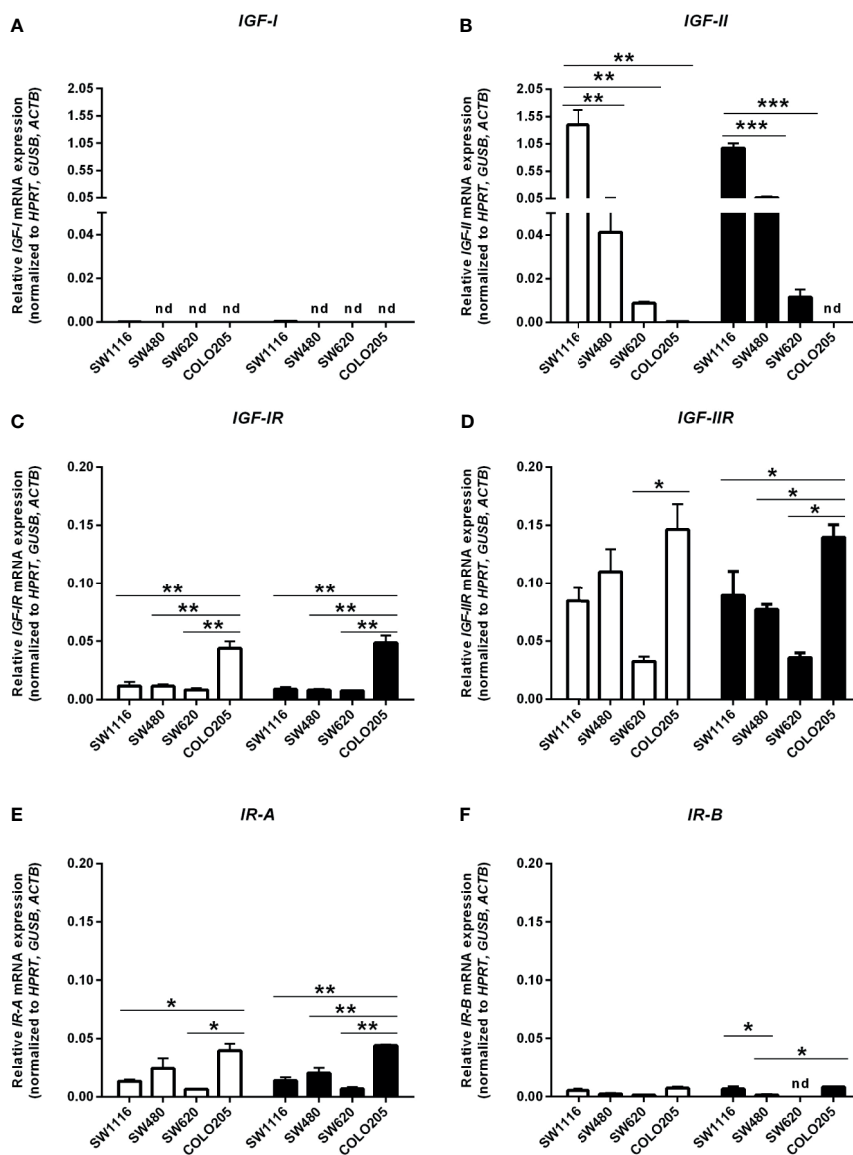 A
IGF-I
Relative IGF-I mRNA expression
(normalized to HPRT, GUSB, ACTB)
2.05
1.55
1.05
0.55
0.05
0.04
0.02
0.00
nd nd nd nd nd nd
SW1116 SW480 SW620 COLO205 SW1116 SW480 SW620 COLO205
B
IGF-II
Relative IGF-II mRNA expression
(normalized to HPRT, GUSB, ACTB)
2.05
1.55
1.05
0.55
0.05
0.04
0.02
0.00
**
**
**
***
***
nd
SW1116 SW480 SW620 COLO205 SW1116 SW480 SW620 COLO205
C
IGF-IR
Relative IGF-IR mRNA expression
(normalized to HPRT, GUSB, ACTB)
0.20
0.15
0.10
0.05
0.00
** **
** **
** **
SW1116 SW480 SW620 COLO205 SW1116 SW480 SW620 COLO205
D
IGF-IIR
Relative IGF-IIR mRNA expression
(normalized to HPRT, GUSB, ACTB)
0.20
0.15
0.10
0.05
0.00
*
*
*
*
SW1116 SW480 SW620 COLO205 SW1116 SW480 SW620 COLO205
E
IR-A
Relative IR-A mRNA expression
(normalized to HPRT, GUSB, ACTB)
0.20
0.15
0.10
0.05
0.00
*
*
**
**
**
SW1116 SW480 SW620 COLO205 SW1116 SW480 SW620 COLO205
F
IR-B
Relative IR-B mRNA expression
(normalized to HPRT, GUSB, ACTB)
0.20
0.15
0.10
0.05
0.00
*
*
nd
SW1116 SW480 SW620 COLO205 SW1116 SW480 SW620 COLO205